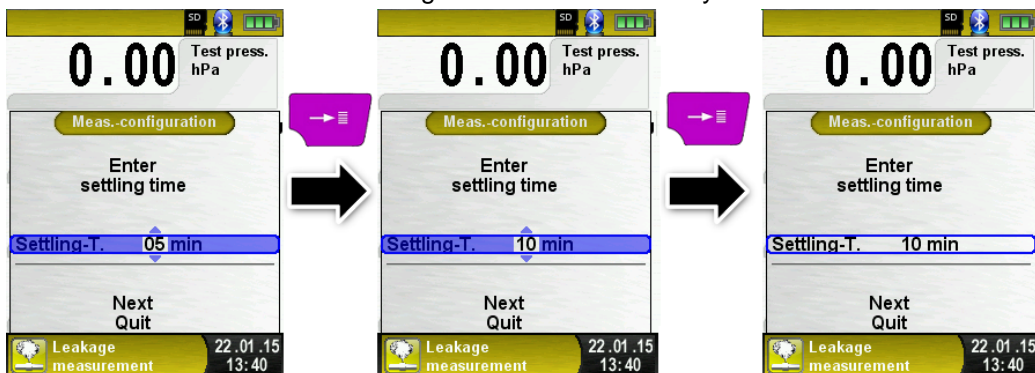 SD
0.00 Test press.
hPa
Meas.-configuration
Enter
settling time
Settling-T. 05 min
Next
Quit
Leakage
measurement
22.01.15
13:40
SD
0.00 Test press.
hPa
Meas.-configuration
Enter
settling time
Settling-T. 10 min
Next
Quit
Leakage
measurement
22.01.15
13:40
SD
0.00 Test press.
hPa
Meas.-configuration
Enter
settling time
Settling-T. 10 min
Next
Quit
Leakage
measurement
22.01.15
13:40